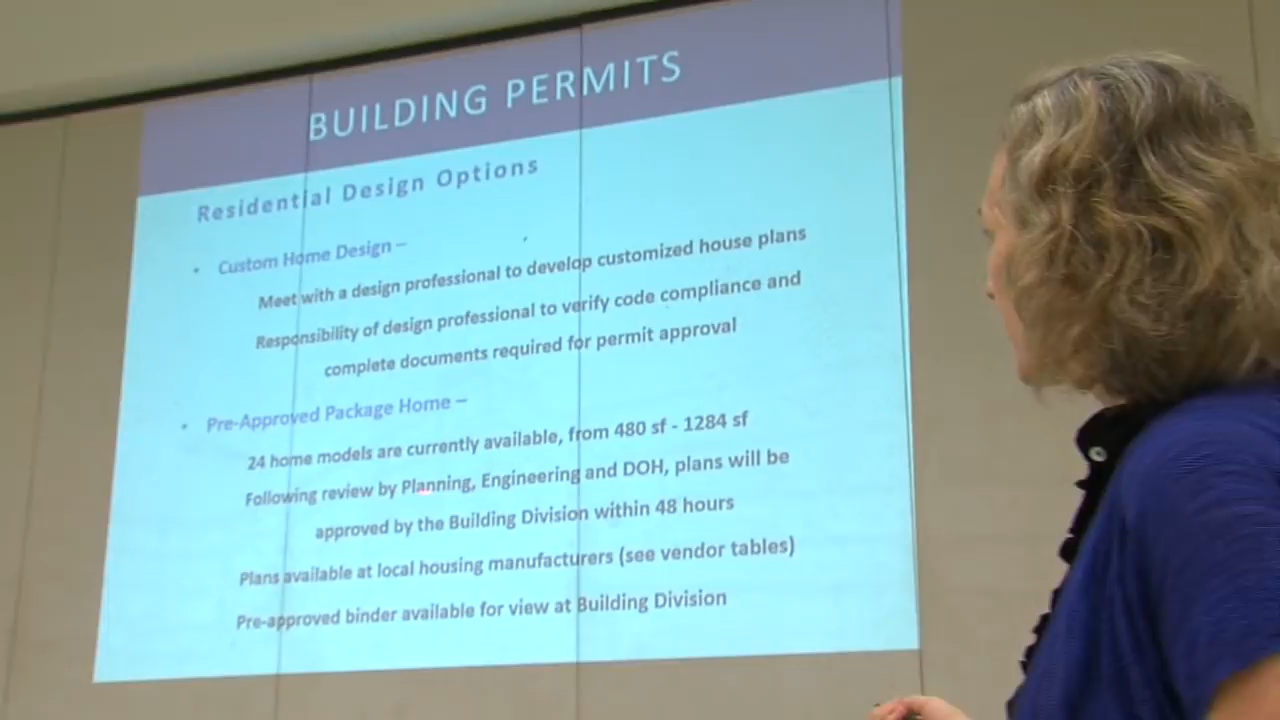 BUILDING PERMITS
Residential Design Options
• Custom Home Design –
Meet with a design professional to develop customized house plans
Responsibility of design professional to verify code compliance and
complete documents required for permit approval
• Pre-Approved Package Home –
24 home models are currently available, from 480 sf - 1284 sf
Following review by Planning, Engineering and DOH, plans will be
approved by the Building Division within 48 hours
Plans available at local housing manufacturers (see vendor tables)
Pre-approved binder available for view at Building Division